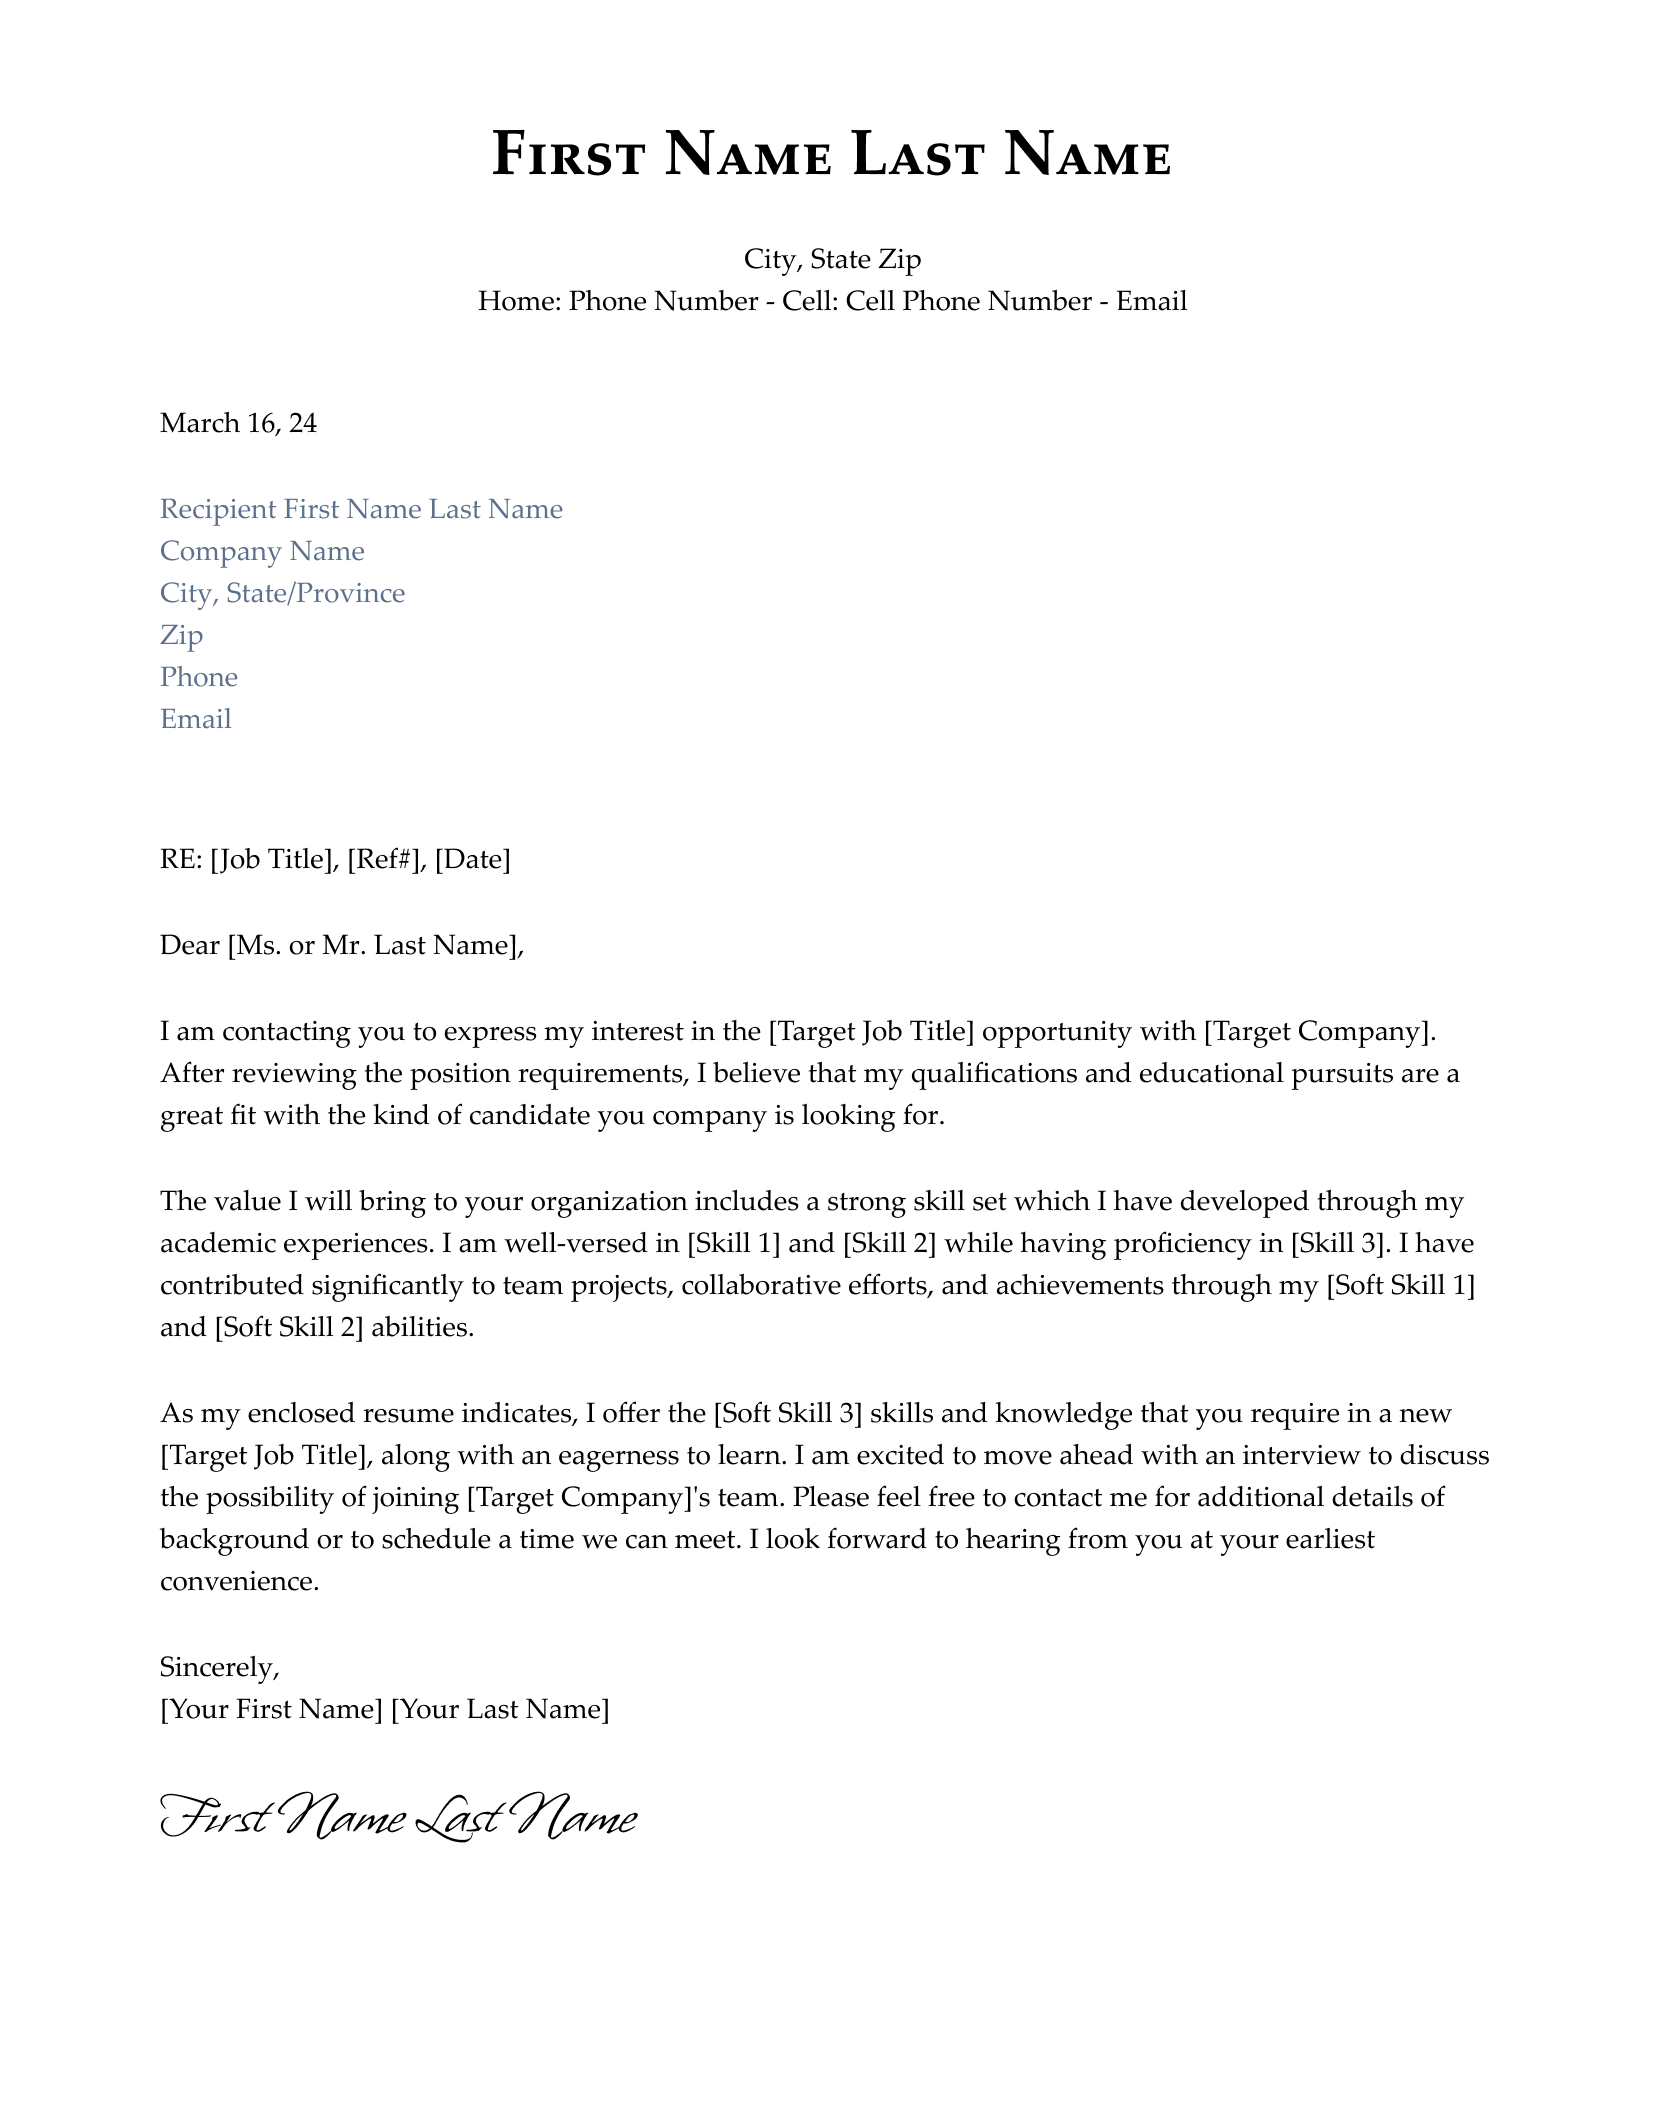 First Name Last Name
City, State Zip
Home: Phone Number - Cell: Cell Phone Number - Email
March 16, 24
Recipient First Name Last Name
Company Name
City, State/Province
Zip
Phone
Email
RE: [Job Title], [Ref#], [Date]
Dear [Ms. or Mr. Last Name],
I am contacting you to express my interest in the [Target Job Title] opportunity with [Target Company].
After reviewing the position requirements, I believe that my qualifications and educational pursuits are a
great fit with the kind of candidate you company is looking for.
The value I will bring to your organization includes a strong skill set which I have developed through my
academic experiences. I am well-versed in [Skill 1] and [Skill 2] while having proficiency in [Skill 3]. I have
contributed significantly to team projects, collaborative efforts, and achievements through my [Soft Skill 1]
and [Soft Skill 2] abilities.
As my enclosed resume indicates, I offer the [Soft Skill 3] skills and knowledge that you require in a new
[Target Job Title], along with an eagerness to learn. I am excited to move ahead with an interview to discuss
the possibility of joining [Target Company]'s team. Please feel free to contact me for additional details of
background or to schedule a time we can meet. I look forward to hearing from you at your earliest
convenience.
Sincerely,
[Your First Name] [Your Last Name]
First Name Last Name